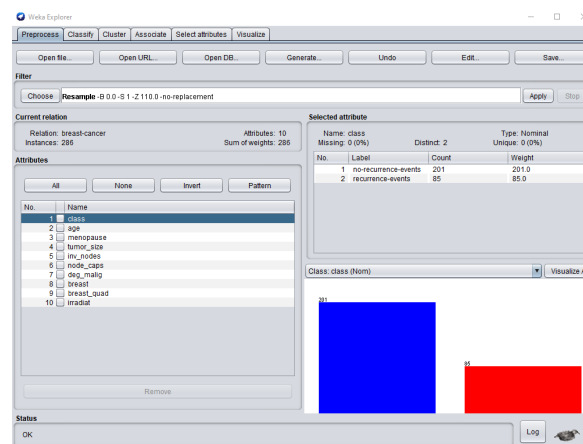 Weka Explorer
Preprocess Classify Cluster Associate Select attributes Visualize
Open file... Open URL... Open DB... Generate... Undo Edit... Save...
Filter
Choose Resample -B 0.0 -S 1 -Z 110.0 -no-replacement Apply Stop
Current relation
Relation: breast-cancer Attributes: 10
Instances: 286 Sum of weights: 286
Attributes
All None Invert Pattern
No. Name
1 class
2 age
3 menopause
4 tumor_size
5 inv_nodes
6 node_caps
7 deg_malig
8 breast
9 breast_quad
10 irradiat
Remove
Selected attribute
Name: class Type: Nominal
Missing: 0 (0%) Distinct: 2 Unique: 0 (0%)
No. Label Count Weight
1 no-recurrence-events 201 201.0
2 recurrence-events 85 85.0
Class: class (Nom) Visualize A
201
85
Status
OK
Log